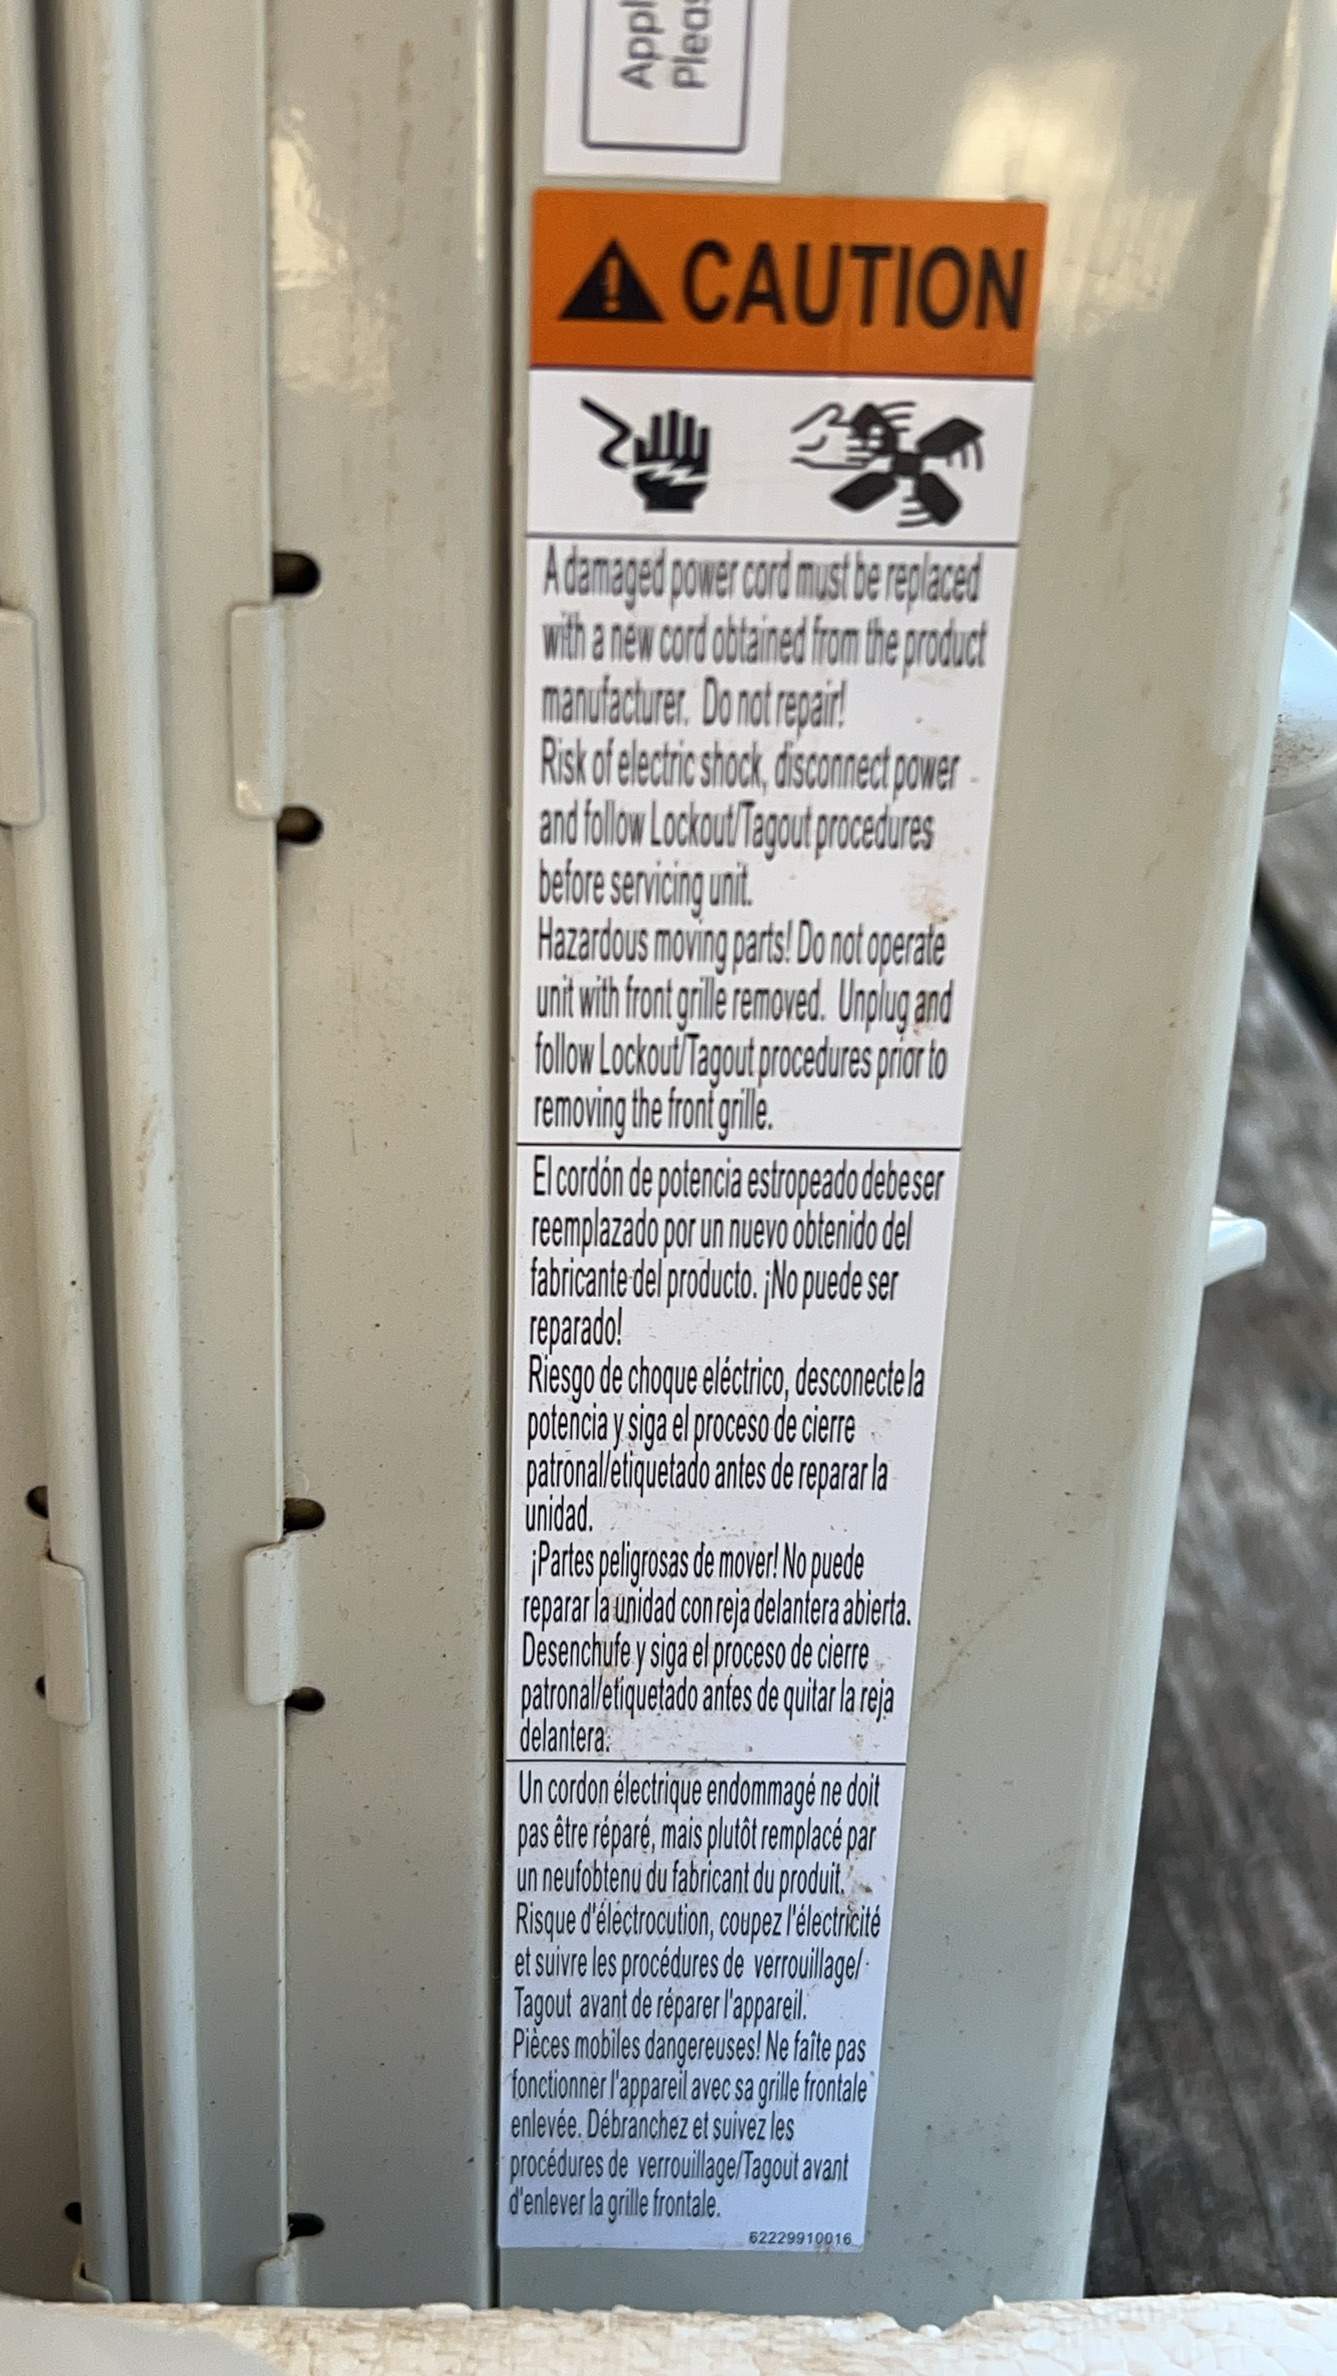 Appl
Pleas
CAUTION
A damaged power cord must be replaced
with a new cord obtained from the product
manufacturer. Do not repair!
Risk of electric shock, disconnect power
and follow Lockout/Tagout procedures
before servicing unit.
Hazardous moving parts! Do not operate
unit with front grille removed. Unplug and
follow Lockout/Tagout procedures prior to
removing the front grille.
El cordón de potencia estropeado debe ser
reemplazado por un nuevo obtenido del
fabricante del producto. ¡No puede ser
reparado!
Riesgo de choque eléctrico, desconecte la
potencia y siga el proceso de cierre
patronal/etiquetado antes de reparar la
unidad.
¡Partes peligrosas de mover! No puede
reparar la unidad con reja delantera abierta.
Desenchufe y siga el proceso de cierre
patronal/etiquetado antes de quitar la reja
delantera.
Un cordon électrique endommagé ne doit
pas être réparé, mais plutôt remplacé par
un neufobtenu du fabricant du produit.
Risque d'électrocution, coupez l'électricité
et suivre les procédures de verrouillage/
Tagout avant de réparer l'appareil.
Pièces mobiles dangereuses! Ne faîte pas
fonctionner l'appareil avec sa grille frontale
enlevée. Débranchez et suivez les
procédures de verrouillage/Tagout avant
d'enlever la grille frontale.
62229910016